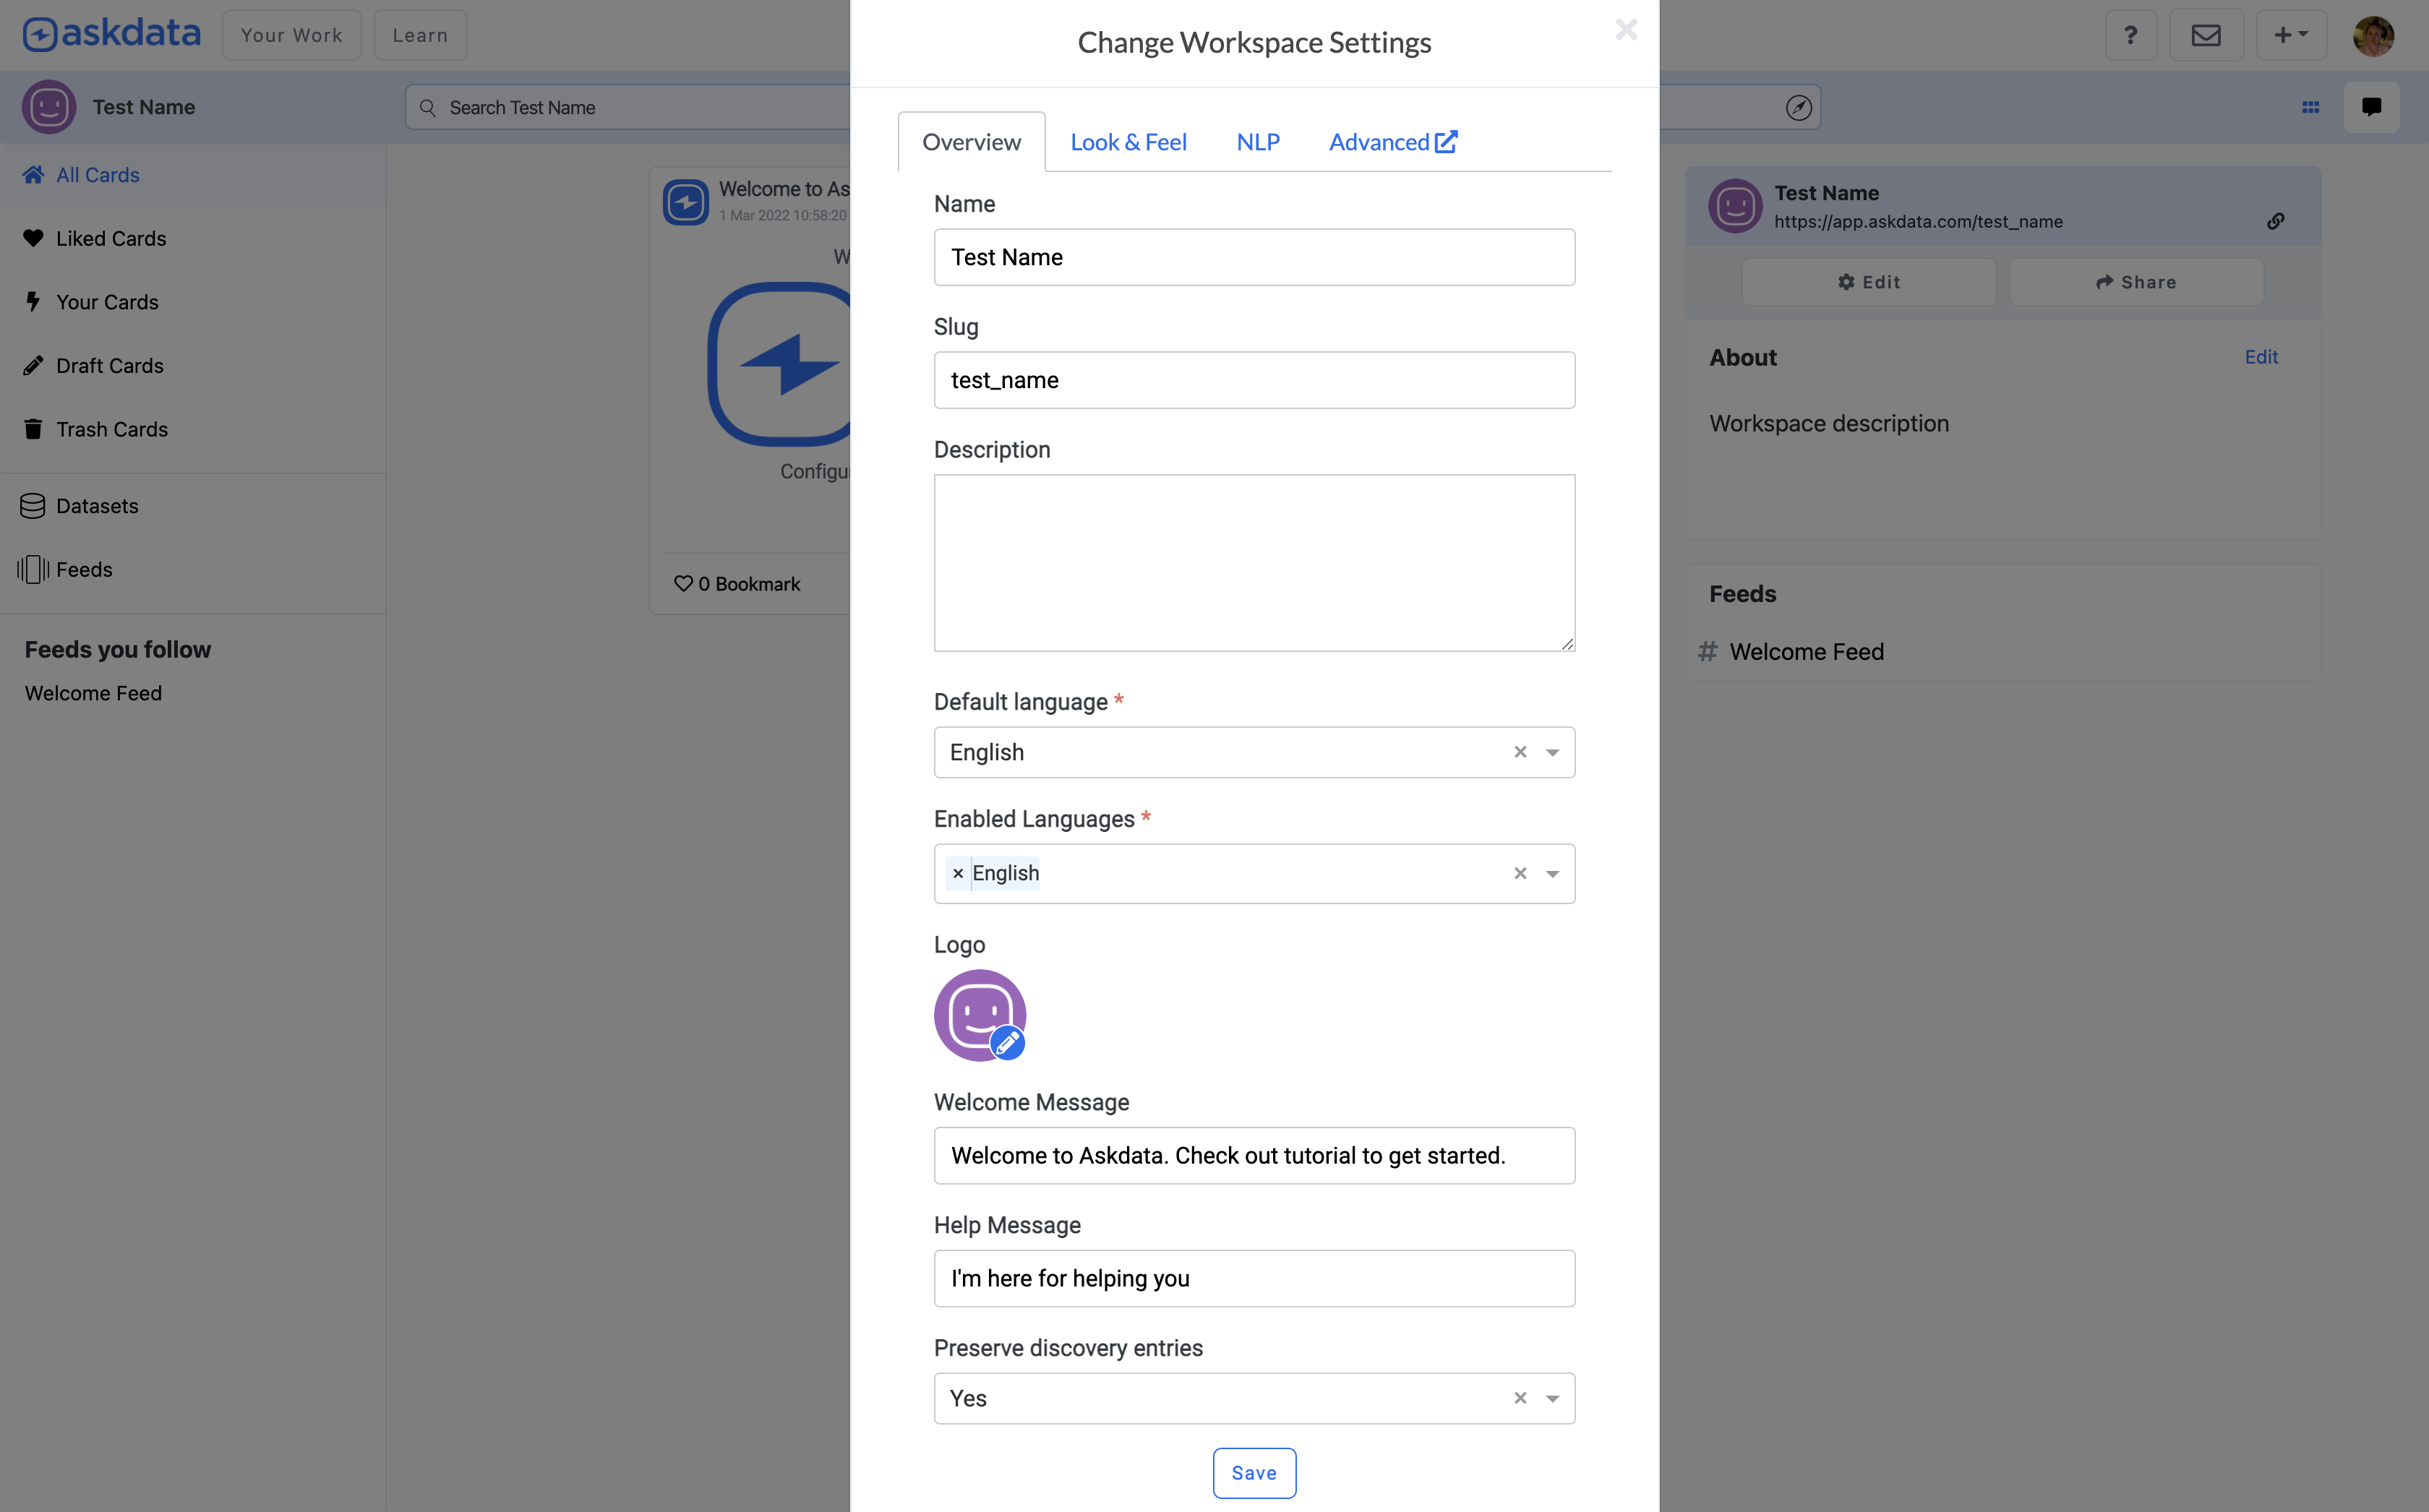 askdata
Your Work
Learn
?
Test Name
Search Test Name
All Cards
Liked Cards
Your Cards
Draft Cards
Trash Cards
Datasets
Feeds
Feeds you follow
Welcome Feed
Welcome to As
1 Mar 2022 10:58:20
W
Configu
0 Bookmark
Change Workspace Settings
Overview
Look & Feel
NLP
Advanced
Name
Test Name
Slug
test_name
Description
Default language *
English
Enabled Languages *
× English
Logo
Welcome Message
Welcome to Askdata. Check out tutorial to get started.
Help Message
I'm here for helping you
Preserve discovery entries
Yes
Save
Test Name
https://app.askdata.com/test_name
Edit
Share
About
Edit
Workspace description
Feeds
# Welcome Feed